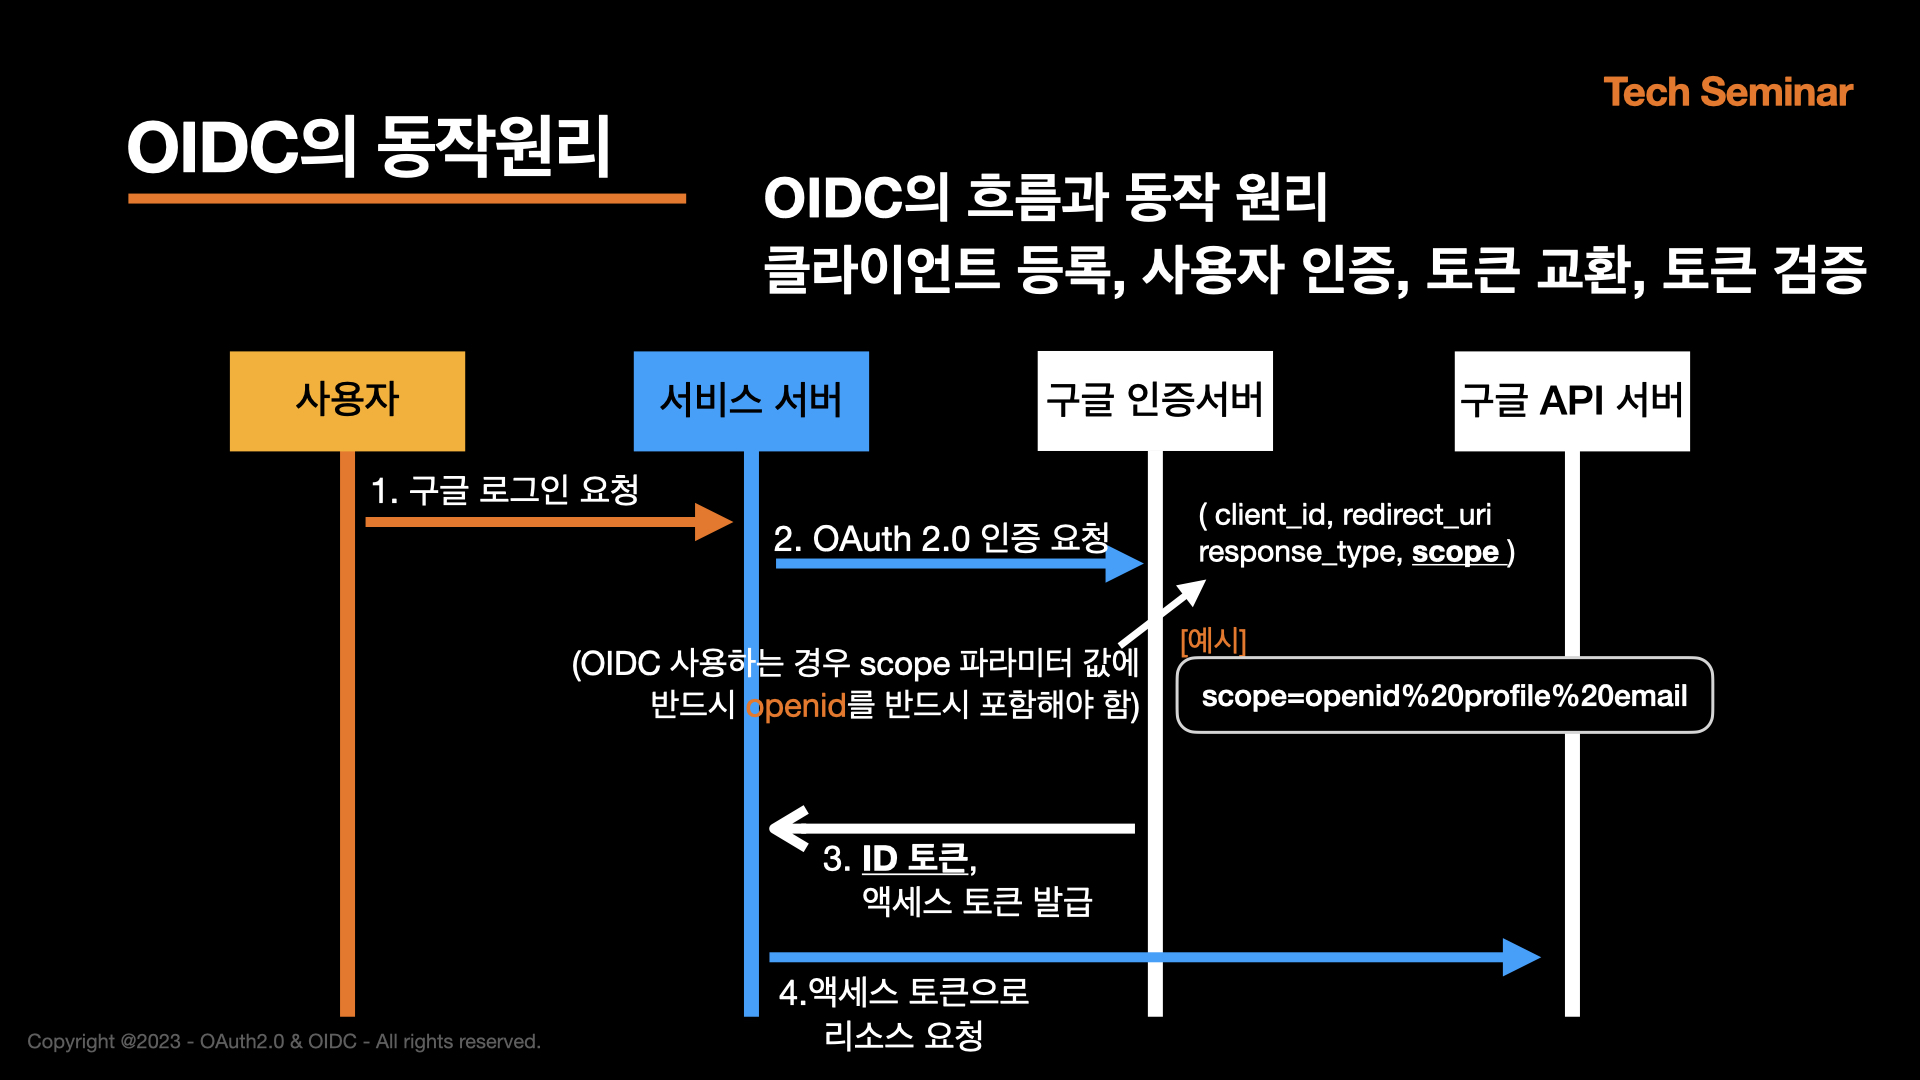 Tech Seminar
OIDC의 동작원리
OIDC의 흐름과 동작 원리
클라이언트 등록, 사용자 인증, 토큰 교환, 토큰 검증
사용자
서비스 서버
구글 인증서버
구글 API 서버
1. 구글 로그인 요청
2. OAuth 2.0 인증 요청
( client_id, redirect_uri
response_type, scope )
(OIDC 사용하는 경우 scope 파라미터 값에
반드시 openid를 반드시 포함해야 함)
[예시]
scope=openid%20profile%20email
3. ID 토큰,
액세스 토큰 발급
4.액세스 토큰으로
리소스 요청
Copyright @2023 - OAuth2.0 & OIDC - All rights reserved.